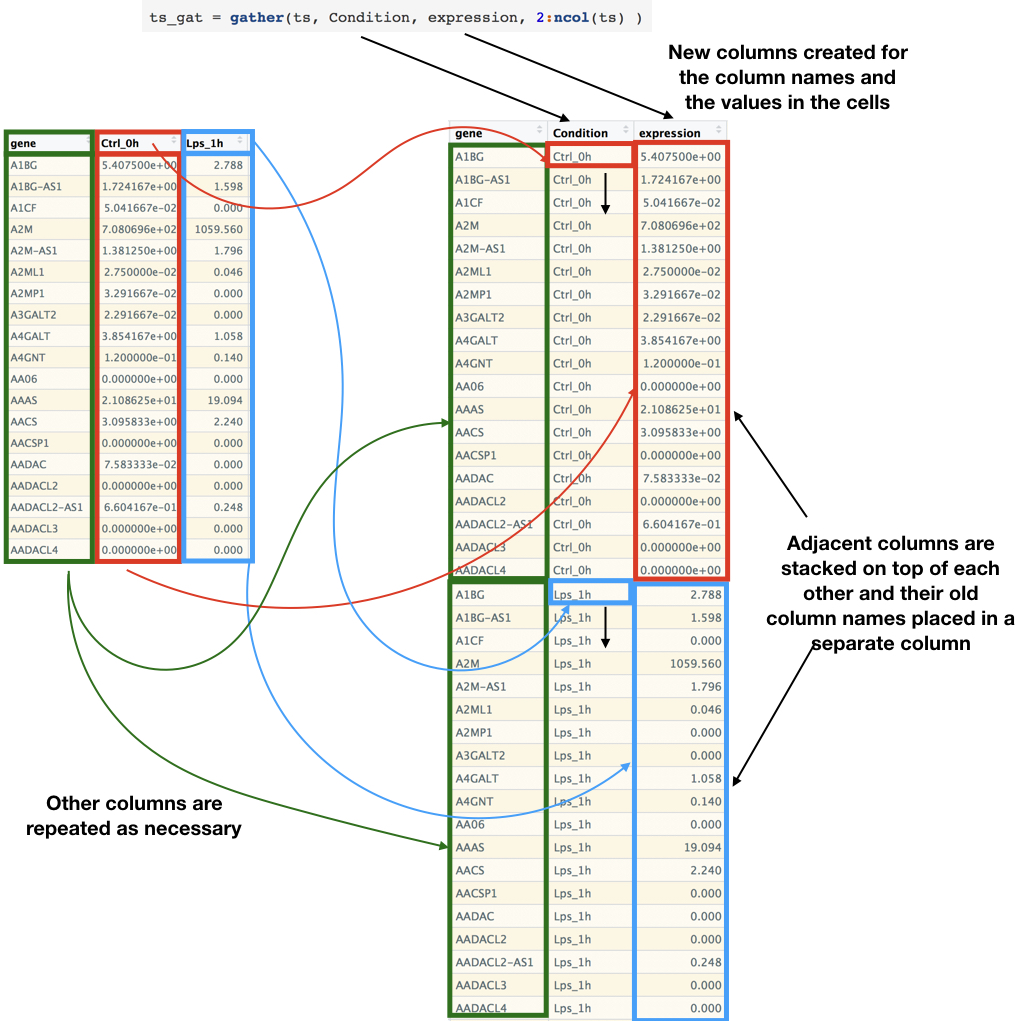 ts_gat = gather(ts, Condition, expression, 2:ncol(ts) )
New columns created for
the column names and
the values in the cells
gene Ctrl_0h Lps_1h
A1BG 5.407500e+00 2.788
A1BG-AS1 1.724167e+00 1.598
A1CF 5.041667e-02 0.000
A2M 7.080696e+02 1059.560
A2M-AS1 1.381250e+00 1.796
A2ML1 2.750000e-02 0.046
A2MP1 3.291667e-02 0.000
A3GALT2 2.291667e-02 0.000
A4GALT 3.854167e+00 1.058
A4GNT 1.200000e-01 0.140
AA06 0.000000e+00 0.000
AAAS 2.108625e+01 19.094
AACS 3.095833e+00 2.240
AACSP1 0.000000e+00 0.000
AADAC 7.583333e-02 0.000
AADACL2 0.000000e+00 0.000
AADACL2-AS1 6.604167e-01 0.248
AADACL3 0.000000e+00 0.000
AADACL4 0.000000e+00 0.000
gene Condition expression
A1BG Ctrl_0h 5.407500e+00
A1BG-AS1 Ctrl_0h 1.724167e+00
A1CF Ctrl_0h 5.041667e-02
A2M Ctrl_0h 7.080696e+02
A2M-AS1 Ctrl_0h 1.381250e+00
A2ML1 Ctrl_0h 2.750000e-02
A2MP1 Ctrl_0h 3.291667e-02
A3GALT2 Ctrl_0h 2.291667e-02
A4GALT Ctrl_0h 3.854167e+00
A4GNT Ctrl_0h 1.200000e-01
AA06 Ctrl_0h 0.000000e+00
AAAS Ctrl_0h 2.108625e+01
AACS Ctrl_0h 3.095833e+00
AACSP1 Ctrl_0h 0.000000e+00
AADAC Ctrl_0h 7.583333e-02
AADACL2 Ctrl_0h 0.000000e+00
AADACL2-AS1 Ctrl_0h 6.604167e-01
AADACL3 Ctrl_0h 0.000000e+00
AADACL4 Ctrl_0h 0.000000e+00
A1BG Lps_1h 2.788
A1BG-AS1 Lps_1h 1.598
A1CF Lps_1h 0.000
A2M Lps_1h 1059.560
A2M-AS1 Lps_1h 1.796
A2ML1 Lps_1h 0.046
A2MP1 Lps_1h 0.000
A3GALT2 Lps_1h 0.000
A4GALT Lps_1h 1.058
A4GNT Lps_1h 0.140
AA06 Lps_1h 0.000
AAAS Lps_1h 19.094
AACS Lps_1h 2.240
AACSP1 Lps_1h 0.000
AADAC Lps_1h 0.000
AADACL2 Lps_1h 0.000
AADACL2-AS1 Lps_1h 0.248
AADACL3 Lps_1h 0.000
AADACL4 Lps_1h 0.000
Adjacent columns are
stacked on top of each
other and their old
column names placed in a
separate column
Other columns are
repeated as necessary